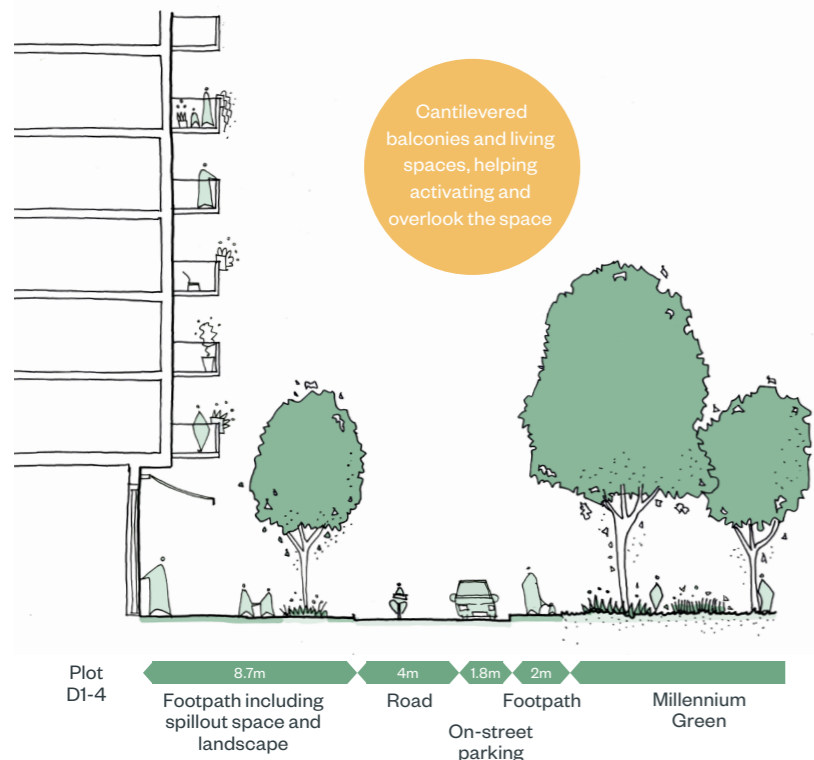 Cantilevered
balconies and living
spaces, helping
activating and
overlook the space
Plot
D1-4
8.7m
4m
1.8m
2m
Footpath including
spillout space and
landscape
Road
On-street
parking
Footpath
Millennium
Green